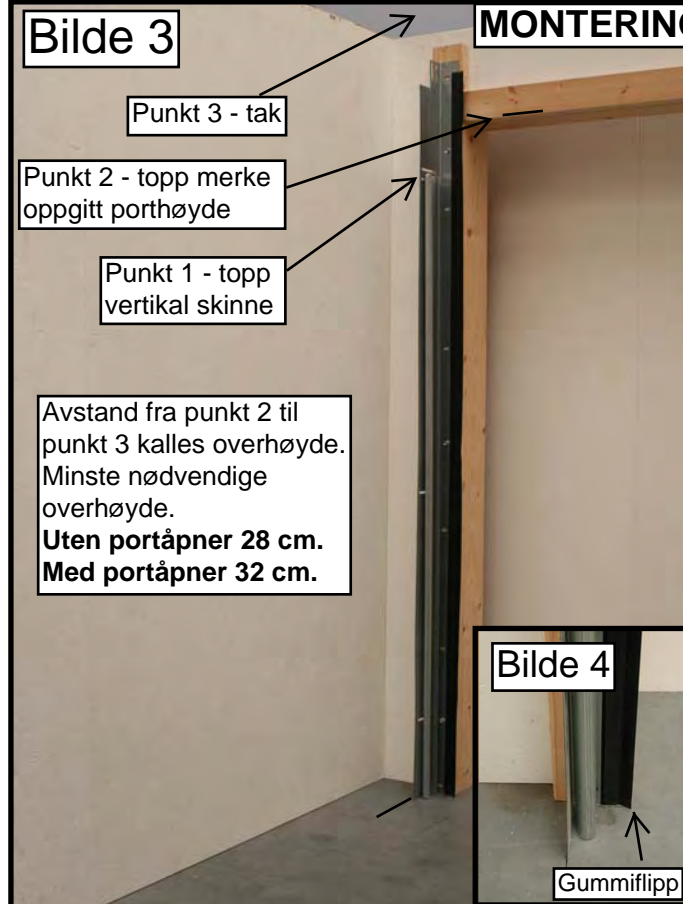 Bilde 3
MONTERING
Punkt 3 - tak
Punkt 2 - topp merke
oppgitt porthøyde
Punkt 1 - topp
vertikal skinne
Avstand fra punkt 2 til
punkt 3 kalles overhøyde.
Minste nødvendige
overhøyde.
Uten portåpner 28 cm.
Med portåpner 32 cm.
Bilde 4
Gummiflipp